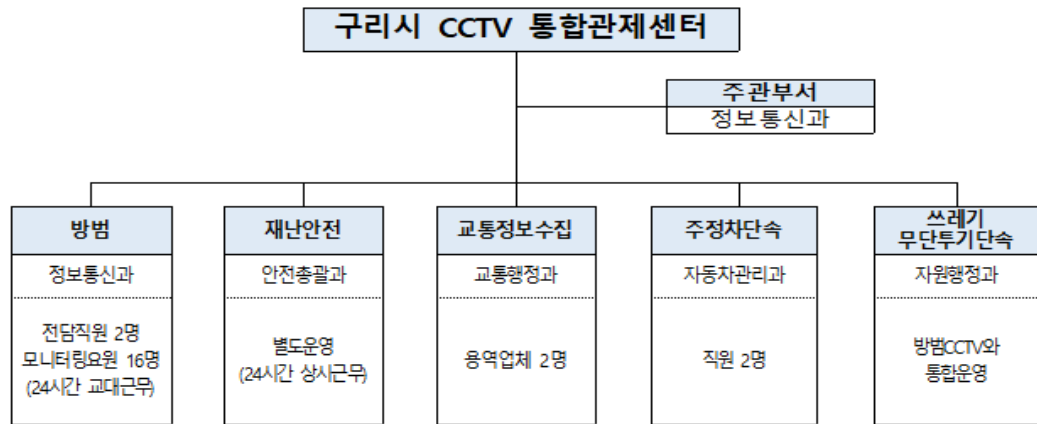 구리시 CCTV 통합관제센터
주관부서
정보통신과
방범
정보통신과
전담직원 2명
모니터링요원 16명
(24시간 교대근무)
재난안전
안전총괄과
별도운영
(24시간 상시근무)
교통정보수집
교통행정과
용역업체 2명
주정차단속
자동차관리과
직원 2명
쓰레기
무단투기단속
자원행정과
방범CCTV와
통합운영